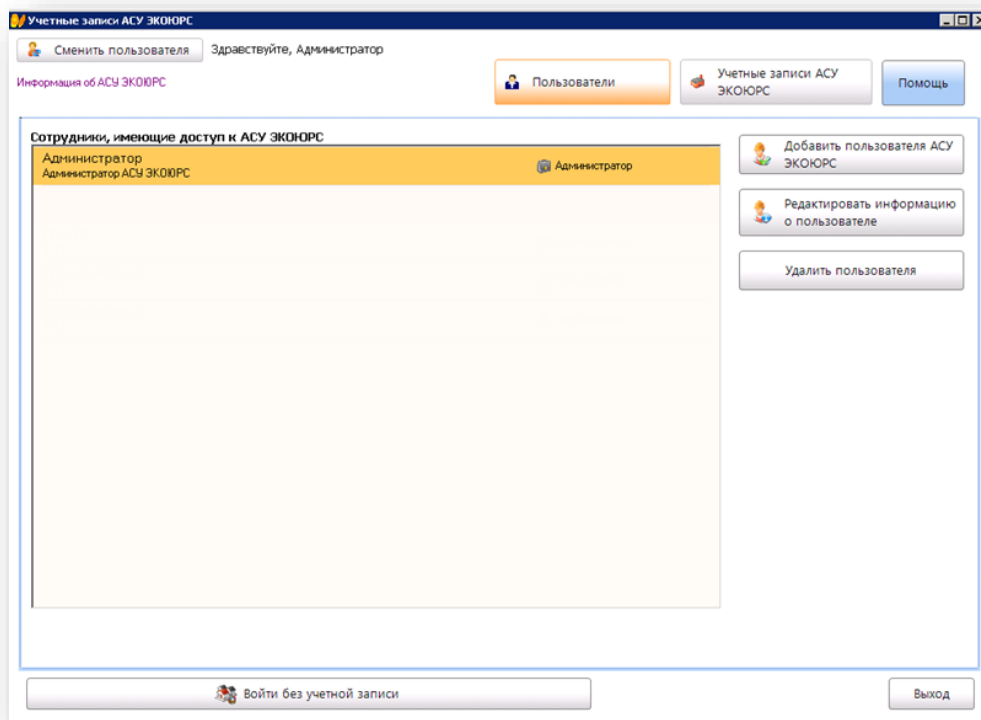 Учетные записи АСУ ЭКОЮРС
Сменить пользователя
Здравствуйте, Администратор
Информация об АСУ ЭКОЮРС
Пользователи
Учетные записи АСУ
ЭКОЮРС
Помощь
Сотрудники, имеющие доступ к АСУ ЭКОЮРС
Администратор
Администратор АСУ ЭКОЮРС
Администратор
Добавить пользователя АСУ
ЭКОЮРС
Редактировать информацию
о пользователе
Удалить пользователя
Войти без учетной записи
Выход